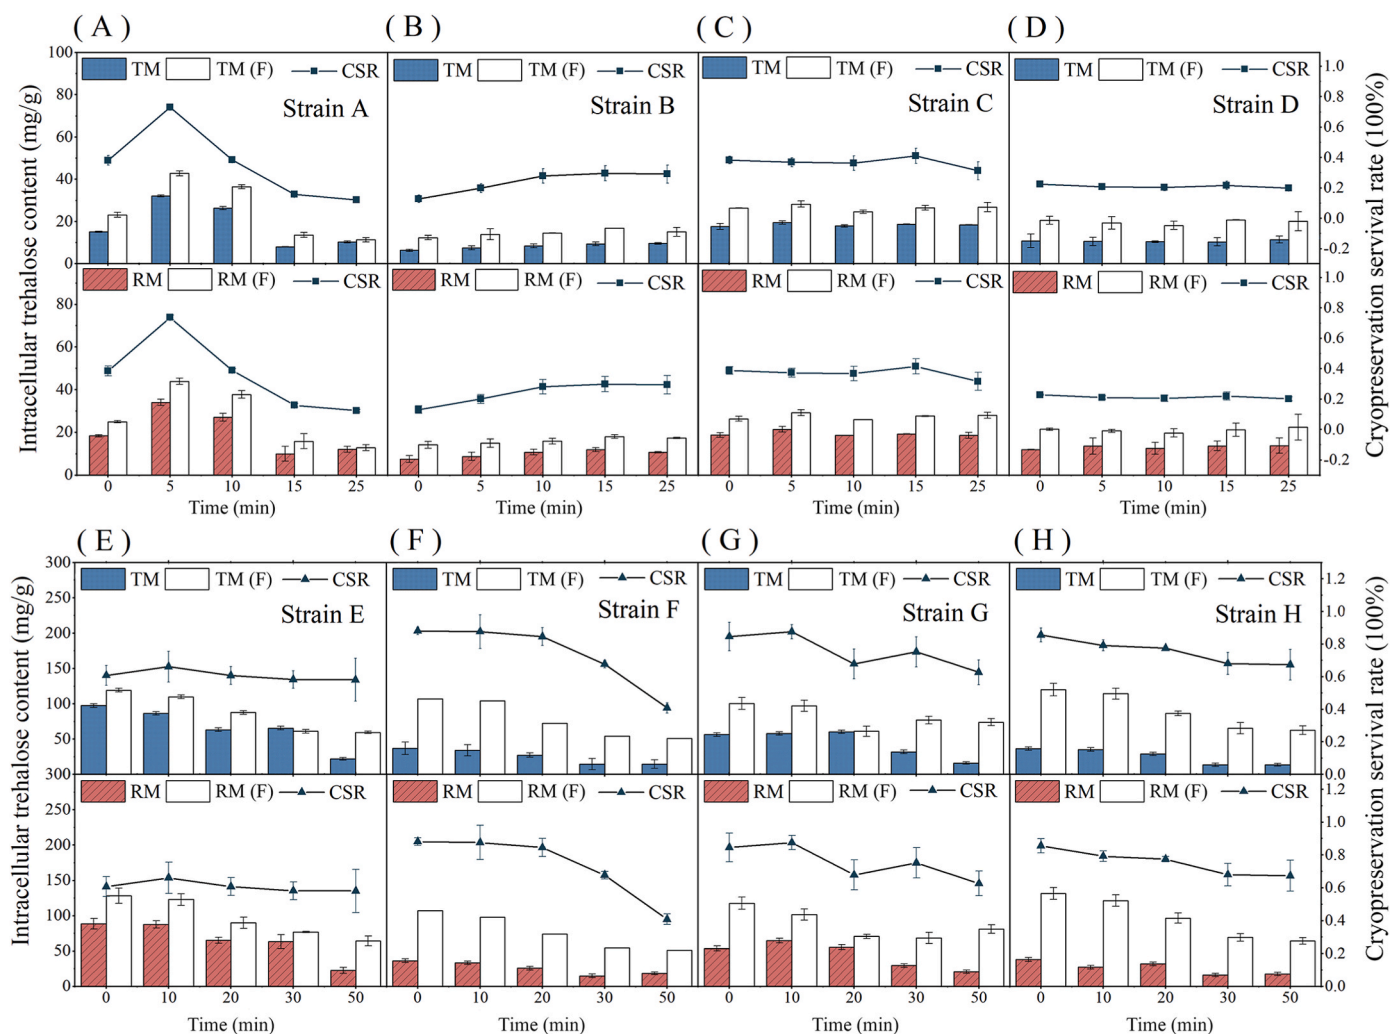 ( A ) ( B ) ( C ) ( D )
Intracellular trehalose content (mg/g)
Cryopreservation servival rate (100%)
100
80
60
40
20
0
TM TM (F) CSR
Strain A
TM TM (F) CSR
Strain B
TM TM (F) CSR
Strain C
TM TM (F) CSR
Strain D
1.0
0.8
0.6
0.4
0.2
0.0
-0.2
80
60
40
20
0
RM RM (F) CSR
RM RM (F) CSR
RM RM (F) CSR
RM RM (F) CSR
1.0
0.8
0.6
0.4
0.2
0.0
-0.2
0 5 10 15 25
0 5 10 15 25
0 5 10 15 25
0 5 10 15 25
Time (min) Time (min) Time (min) Time (min)
( E ) ( F ) ( G ) ( H )
Intracellular trehalose content (mg/g)
Cryopreservation servival rate (100%)
300
250
200
150
100
50
300
TM TM (F) CSR
Strain E
TM TM (F) CSR
Strain F
TM TM (F) CSR
Strain G
TM TM (F) CSR
Strain H
1.2
1.0
0.8
0.6
0.4
0.2
0.0
250
200
150
100
50
0
RM RM (F) CSR
RM RM (F) CSR
RM RM (F) CSR
RM RM (F) CSR
1.2
1.0
0.8
0.6
0.4
0.2
0.0
0 10 20 30 50
0 10 20 30 50
0 10 20 30 50
0 10 20 30 50
Time (min) Time (min) Time (min) Time (min)